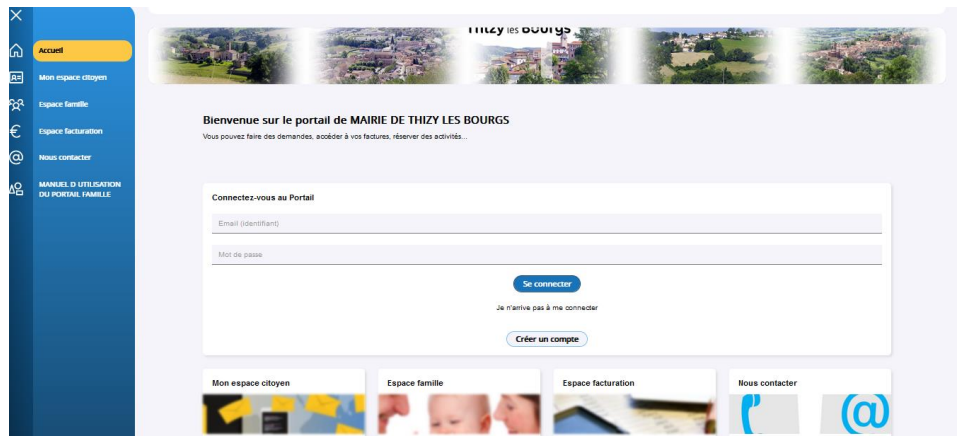 Thizy les Bourgs
Accueil
Mon espace citoyen
Espace famille
Espace facturation
Nous contacter
MANUEL D UTILISATION
DU PORTAIL FAMILLE
Bienvenue sur le portail de MAIRIE DE THIZY LES BOURGS
Vous pouvez faire des demandes, accéder à vos factures, réserver des activités...
Connectez-vous au Portail
Email (identifiant)
Mot de passe
Se connecter
Je n'arrive pas à me connecter
Créer un compte
Mon espace citoyen
Espace famille
Espace facturation
Nous contacter